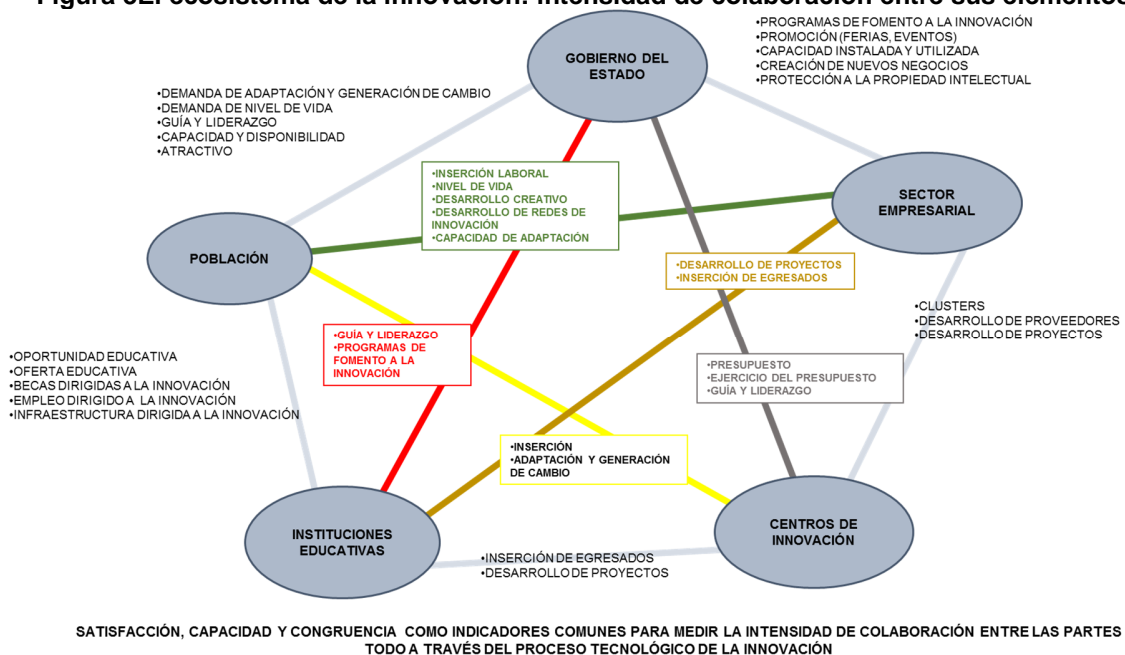 Figura 5El ecosistema de la innovación: intensidad de colaboración entre sus elementos
•PROGRAMAS DE FOMENTO A LA INNOVACIÓN
•PROMOCIÓN (FERIAS, EVENTOS)
•CAPACIDAD INSTALADA Y UTILIZADA
•CREACIÓN DE NUEVOS NEGOCIOS
•PROTECCIÓN A LA PROPIEDAD INTELECTUAL
GOBIERNO DEL
ESTADO
•DEMANDA DE ADAPTACIÓN Y GENERACIÓN DE CAMBIO
•DEMANDA DE NIVEL DE VIDA
•GUÍA Y LIDERAZGO
•CAPACIDAD Y DISPONIBILIDAD
•ATRACTIVO
•INSERCIÓN LABORAL
•NIVEL DE VIDA
•DESARROLLO CREATIVO
•DESARROLLO DE REDES DE
INNOVACIÓN
•CAPACIDAD DE ADAPTACIÓN
SECTOR
EMPRESARIAL
POBLACIÓN
•DESARROLLO DE PROYECTOS
•INSERCIÓN DE EGRESADOS
•CLUSTERS
•DESARROLLO DE PROVEEDORES
•DESARROLLO DE PROYECTOS
•GUÍA Y LIDERAZGO
•PROGRAMAS DE
FOMENTO A LA
INNOVACIÓN
•OPORTUNIDAD EDUCATIVA
•OFERTA EDUCATIVA
•BECAS DIRIGIDAS A LA INNOVACIÓN
•EMPLEO DIRIGIDO A LA INNOVACIÓN
•INFRAESTRUCTURA DIRIGIDA A LA INNOVACIÓN
•PRESUPUESTO
•EJERCICIO DEL PRESUPUESTO
•GUÍA Y LIDERAZGO
•INSERCIÓN
•ADAPTACIÓN Y GENERACIÓN
DE CAMBIO
INSTITUCIONES
EDUCATIVAS
CENTROS DE
INNOVACIÓN
•INSERCIÓN DE EGRESADOS
•DESARROLLO DE PROYECTOS
SATISFACCIÓN, CAPACIDAD Y CONGRUENCIA COMO INDICADORES COMUNES PARA MEDIR LA INTENSIDAD DE COLABORACIÓN ENTRE LAS PARTES
TODO A TRAVÉS DEL PROCESO TECNOLÓGICO DE LA INNOVACIÓN